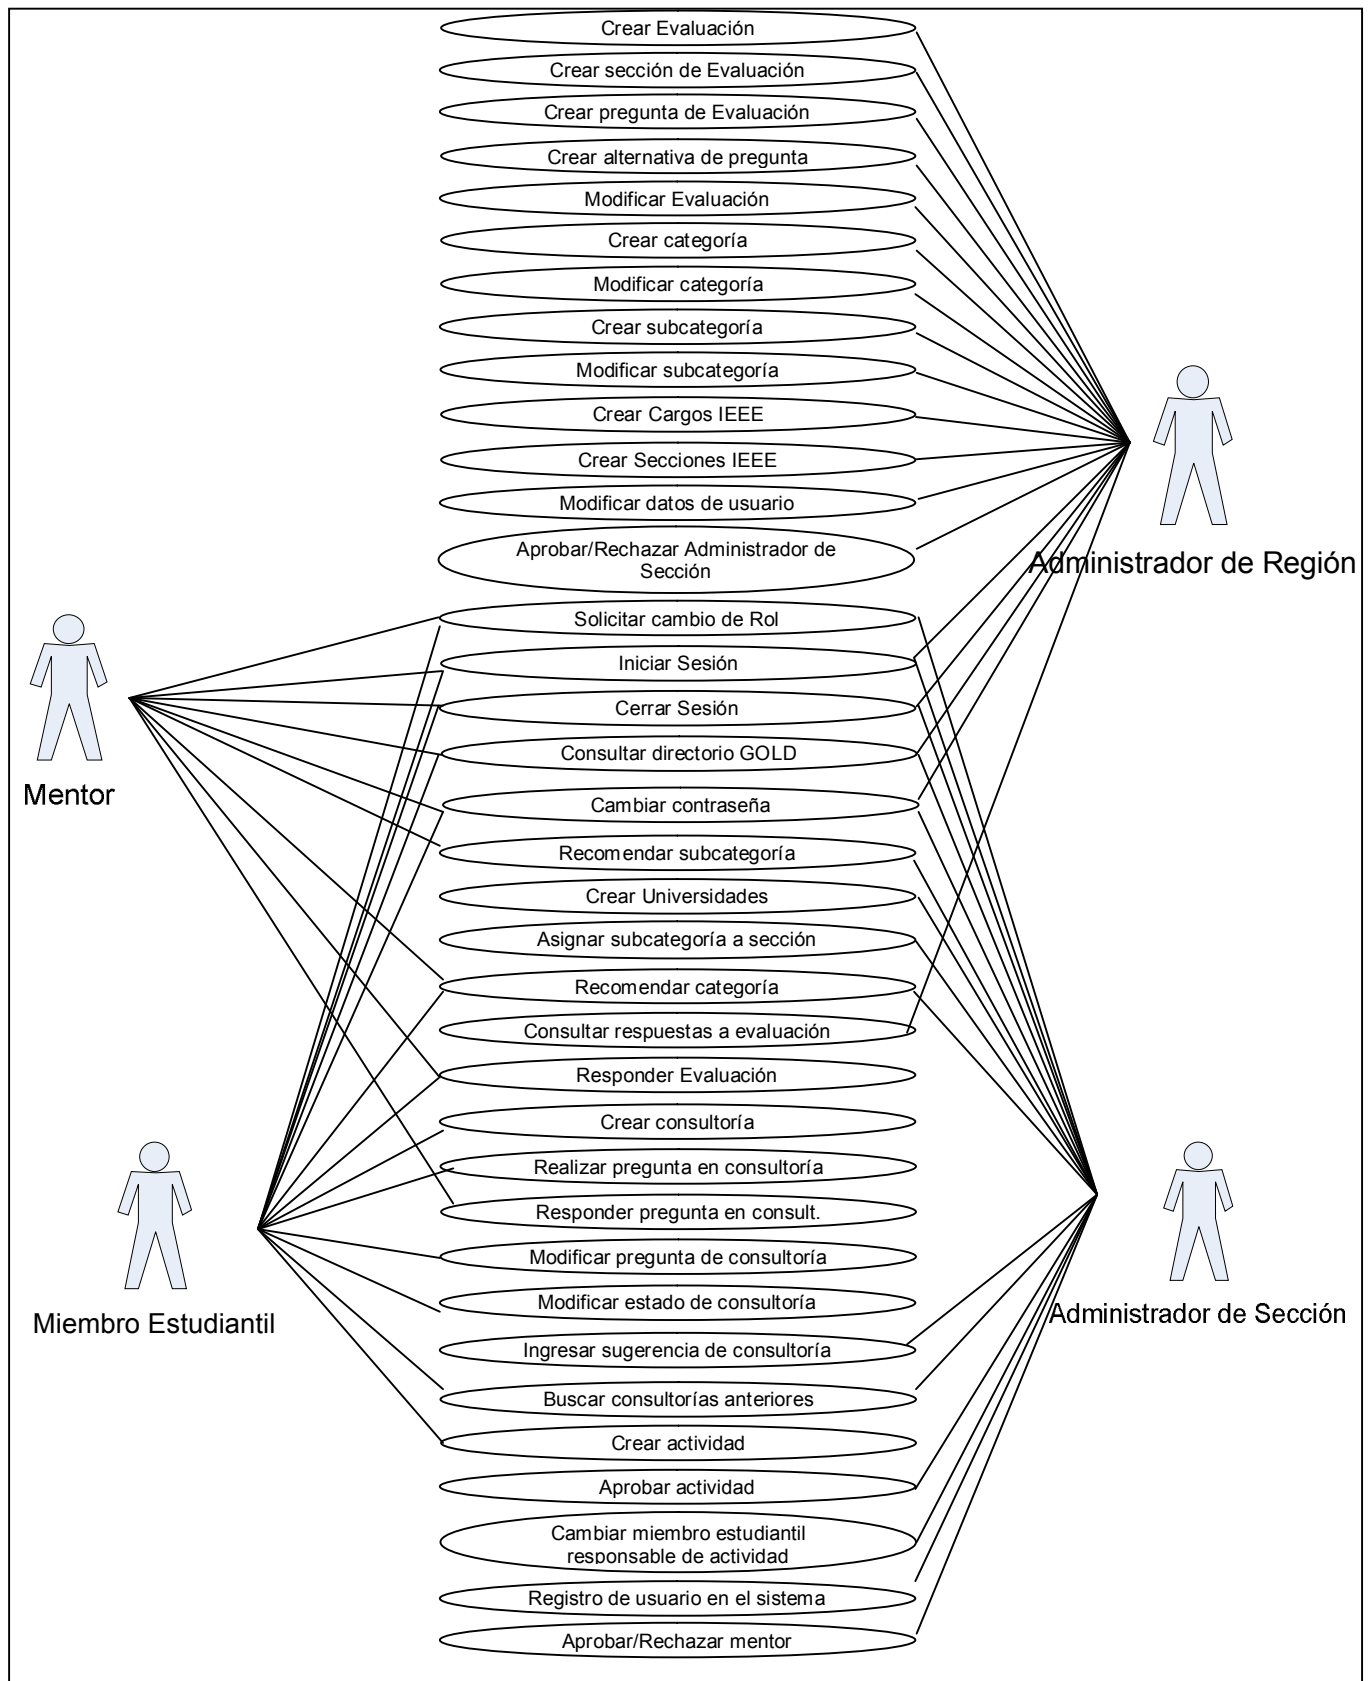 Crear Evaluación
Crear sección de Evaluación
Crear pregunta de Evaluación
Crear alternativa de pregunta
Modificar Evaluación
Crear categoría
Modificar categoría
Crear subcategoría
Modificar subcategoría
Crear Cargos IEEE
Crear Secciones IEEE
Modificar datos de usuario
Aprobar/Rechazar Administrador de
Sección
Administrador de Región
Solicitar cambio de Rol
Iniciar Sesión
Cerrar Sesión
Consultar directorio GOLD
Mentor
Cambiar contraseña
Recomendar subcategoría
Crear Universidades
Asignar subcategoría a sección
Recomendar categoría
Consultar respuestas a evaluación
Responder Evaluación
Crear consultoría
Realizar pregunta en consultoría
Responder pregunta en consult.
Modificar pregunta de consultoría
Modificar estado de consultoría
Miembro Estudiantil
Administrador de Sección
Ingresar sugerencia de consultoría
Buscar consultorías anteriores
Crear actividad
Aprobar actividad
Cambiar miembro estudiantil
responsable de actividad
Registro de usuario en el sistema
Aprobar/Rechazar mentor